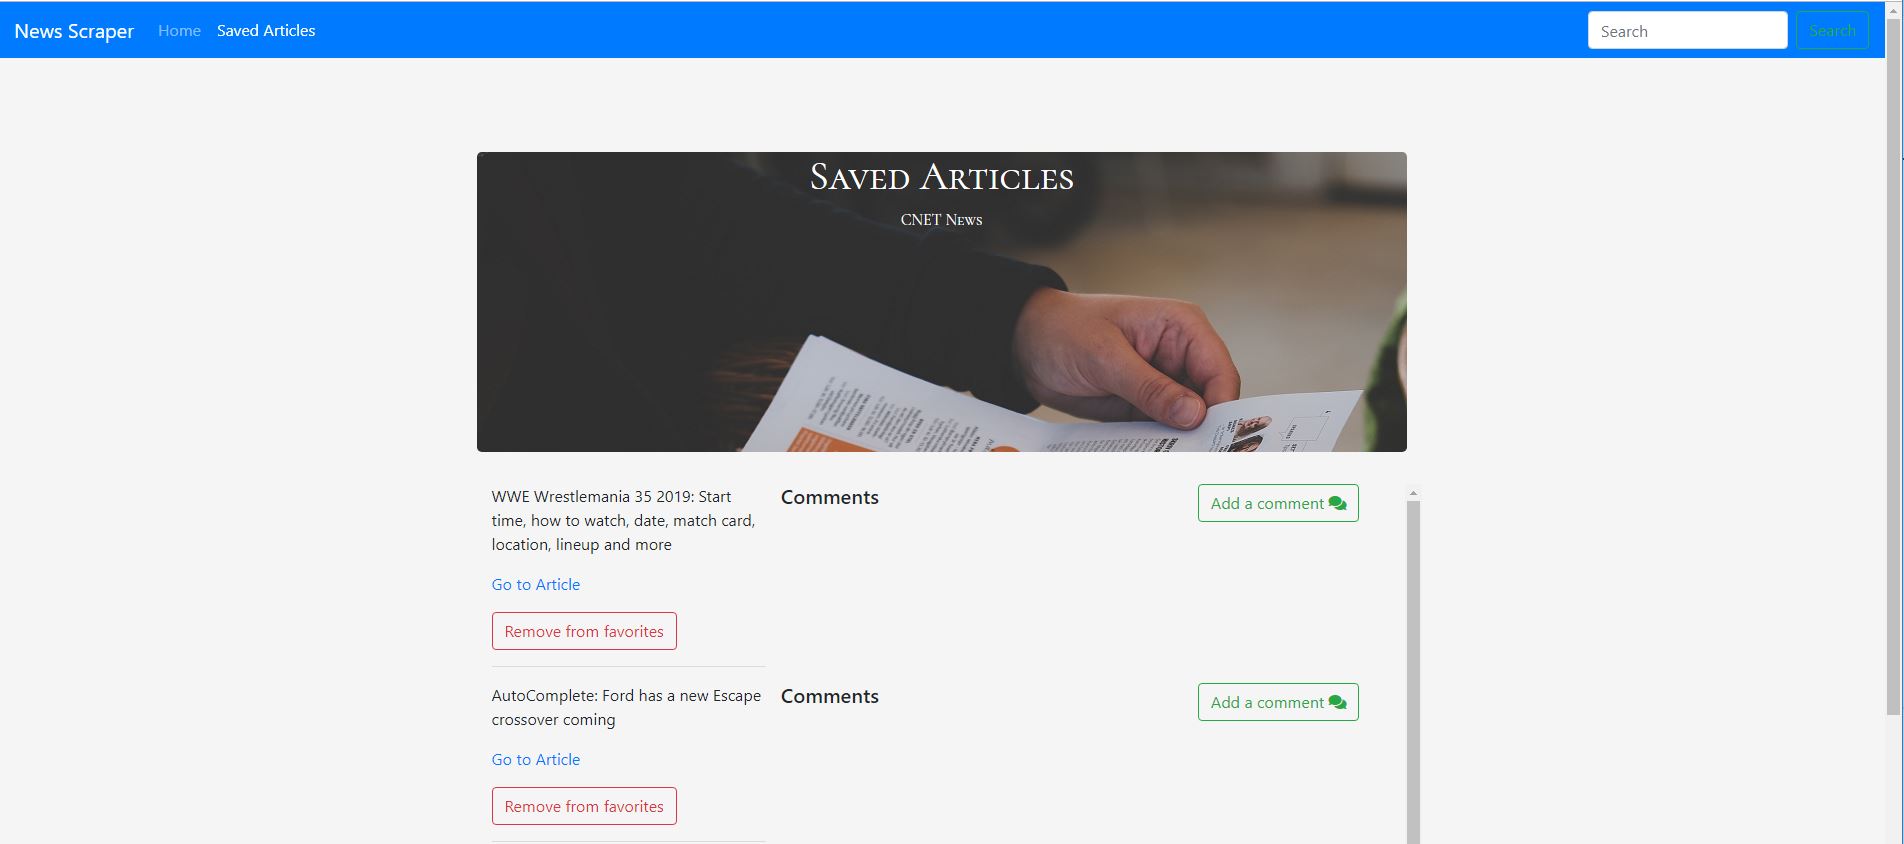 News Scraper Home Saved Articles Search Search
Saved Articles
CNET News
WWE Wrestlemania 35 2019: Start
time, how to watch, date, match card,
location, lineup and more
Go to Article
Remove from favorites
Comments
Add a comment
AutoComplete: Ford has a new Escape
crossover coming
Go to Article
Remove from favorites
Comments
Add a comment